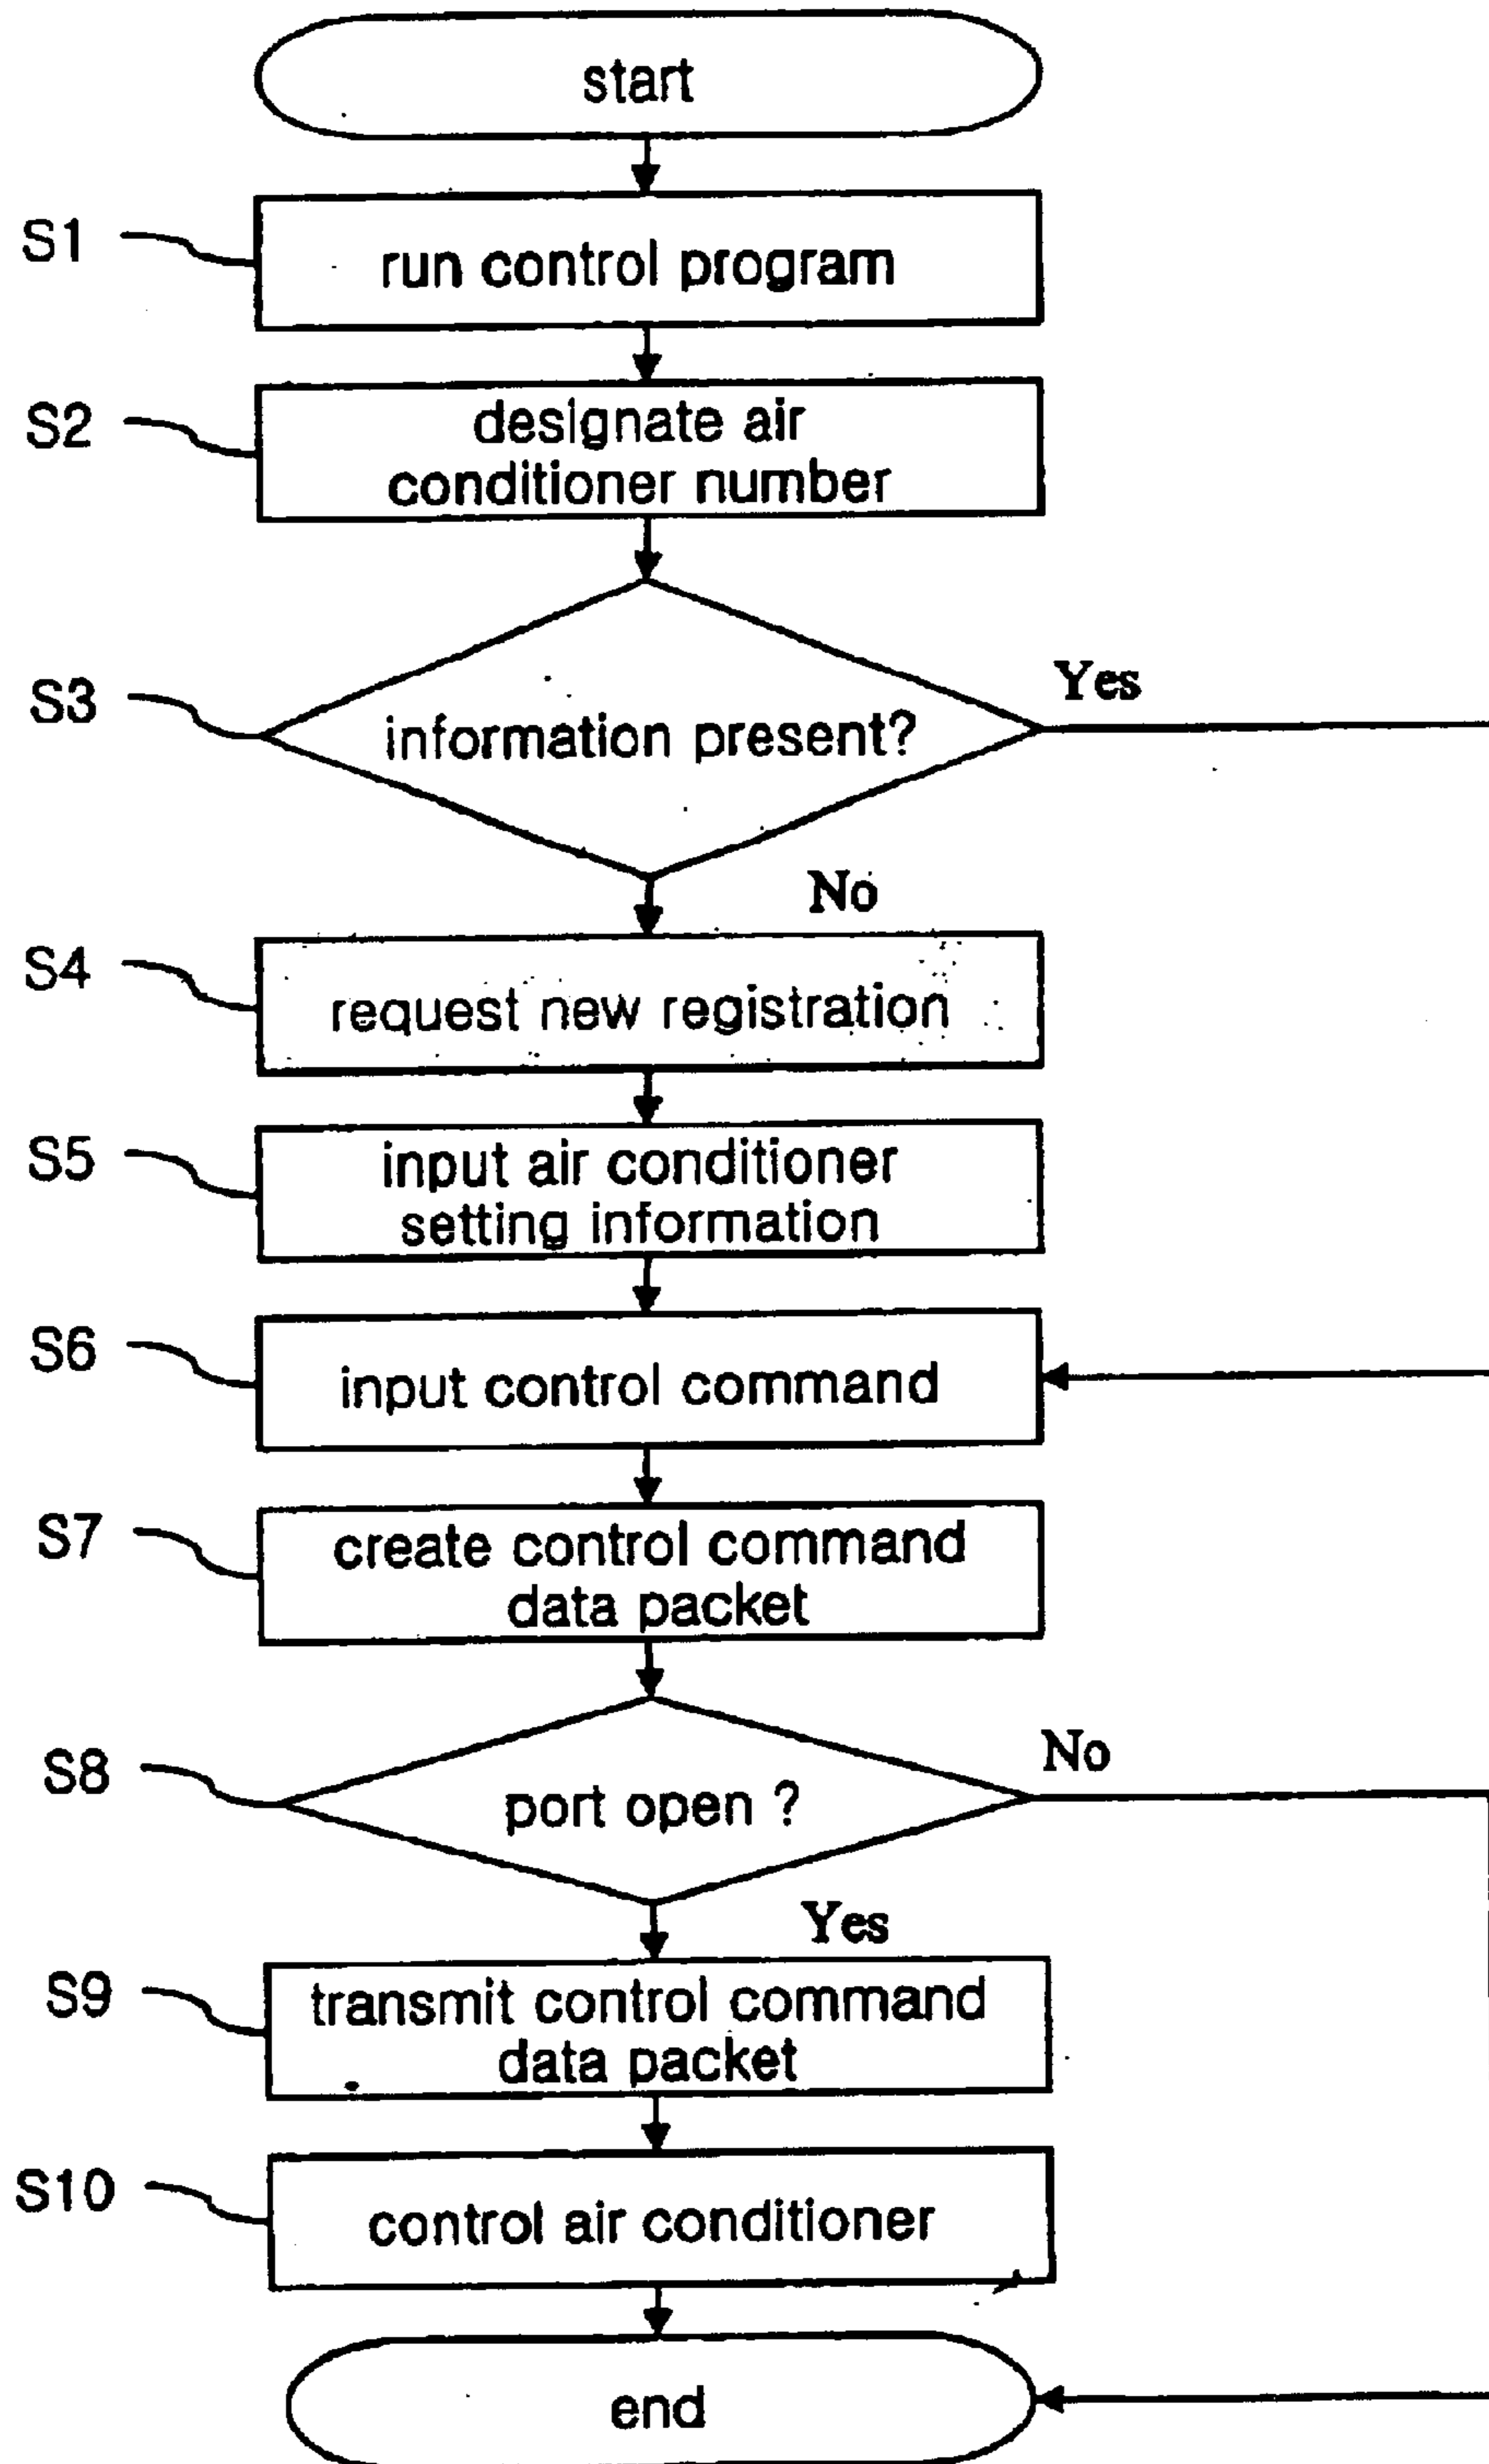 start
S1
run control program
S2
designate air
conditioner number
S3
information present?
Yes
No
S4
request new registration
S5
input air conditioner
setting information
S6
input control command
S7
create control command
data packet
S8
port open ?
No
Yes
S9
transmit control command
data packet
S10
control air conditioner
end